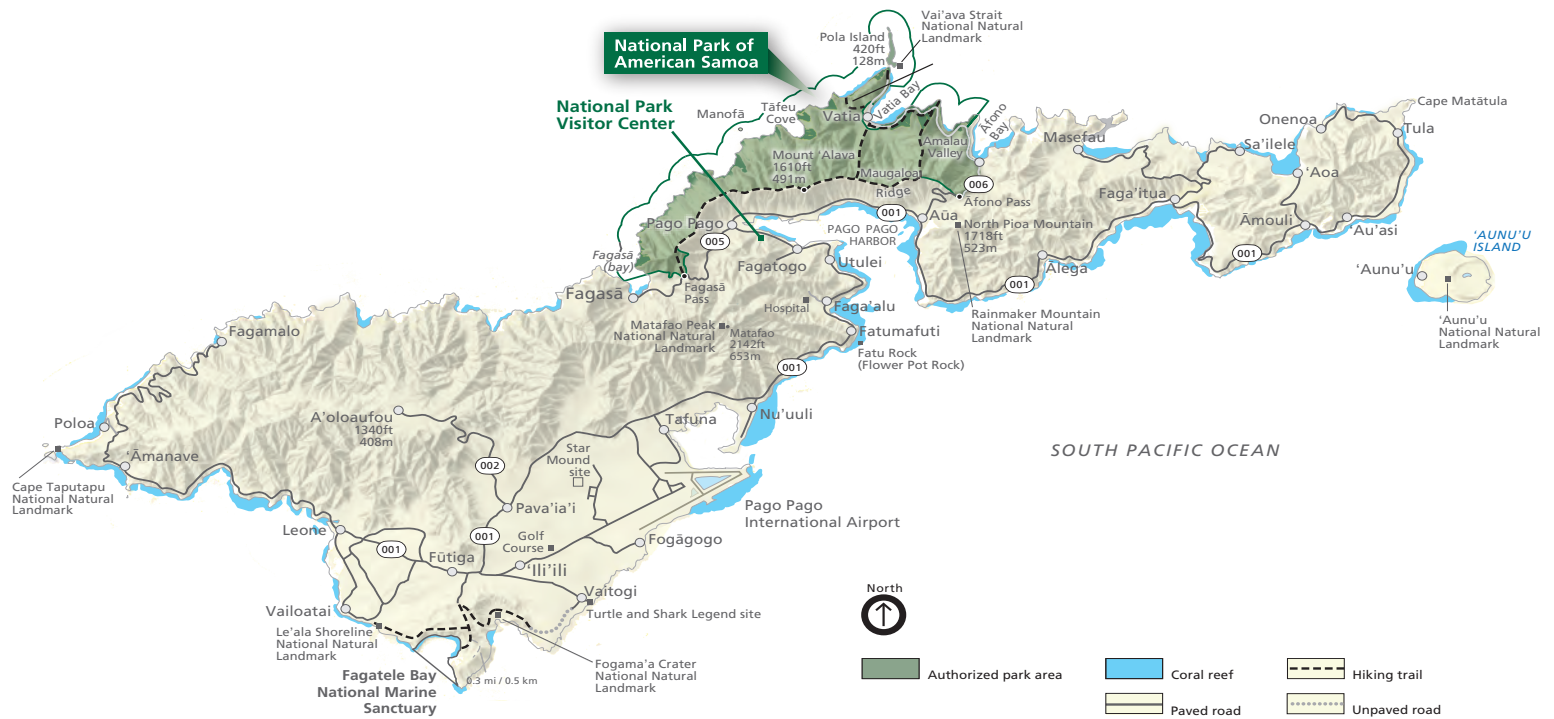 Vai'ava Strait
National Natural
Landmark
Pola Island
420ft
128m
National Park of
American Samoa
National Park
Visitor Center
Manofā
Tāfeu
Cove
Vatia
Vatia Bay
Āfono
Bay
Amalau
Valley
Masefau
Cape Matātula
Onenoa
Tula
Sa'ilele
'Aoa
Mount 'Alava
1610ft
491m
Maugaloa
Ridge
006
Āfono Pass
Faga'itua
Āmouli
'Au'asi
001
Pago Pago
005
001
PAGO PAGO
HARBOR
Aūa
North Pioa Mountain
1718ft
523m
Alega
001
'AUNU'U
ISLAND
'Aunu'u
'Aunu'u
National Natural
Landmark
Rainmaker Mountain
National Natural
Landmark
Fagasā
(bay)
Fagasā
Fagasā
Pass
Fagatogo
Utulei
Hospital
Faga'alu
Matafao Peak
National Natural
Landmark
Matafao
2142ft
653m
Fatumafuti
Fatu Rock
(Flower Pot Rock)
001
Fagamalo
Poloa
'Āmanave
Cape Taputapu
National Natural
Landmark
A'oloaufou
1340ft
408m
002
Tafuna
Nu'uuli
Star
Mound
site
Pava'ia'i
Pago Pago
International Airport
SOUTH PACIFIC OCEAN
Leone
001
001
Golf
Course
Fogāgogo
Fūtiga
'Ili'ili
Vaitogi
Turtle and Shark Legend site
Vailoatai
Le'ala Shoreline
National Natural
Landmark
Fagatele Bay
National Marine
Sanctuary
0.3 mi / 0.5 km
Fogama'a Crater
National Natural
Landmark
North
Authorized park area
Coral reef
Hiking trail
Paved road
Unpaved road